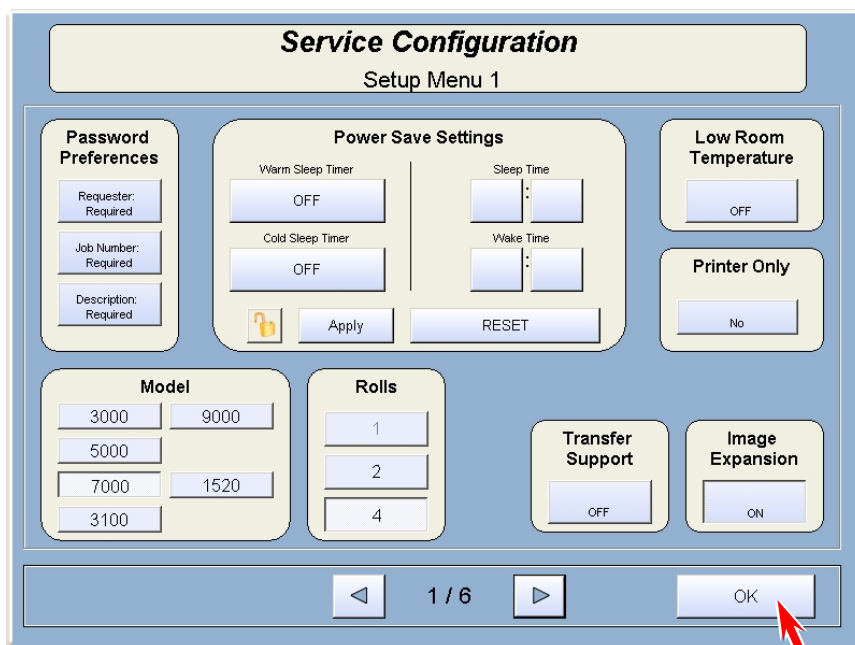 Service Configuration
Setup Menu 1
Password
Preferences
Requester:
Required
Job Number:
Required
Description:
Required
Power Save Settings
Warm Sleep Timer
OFF
Cold Sleep Timer
OFF
Sleep Time
:
Wake Time
:
Apply
RESET
Low Room
Temperature
OFF
Printer Only
No
Model
3000
9000
5000
7000
1520
3100
Rolls
1
2
4
Transfer
Support
OFF
Image
Expansion
ON
1 / 6
OK